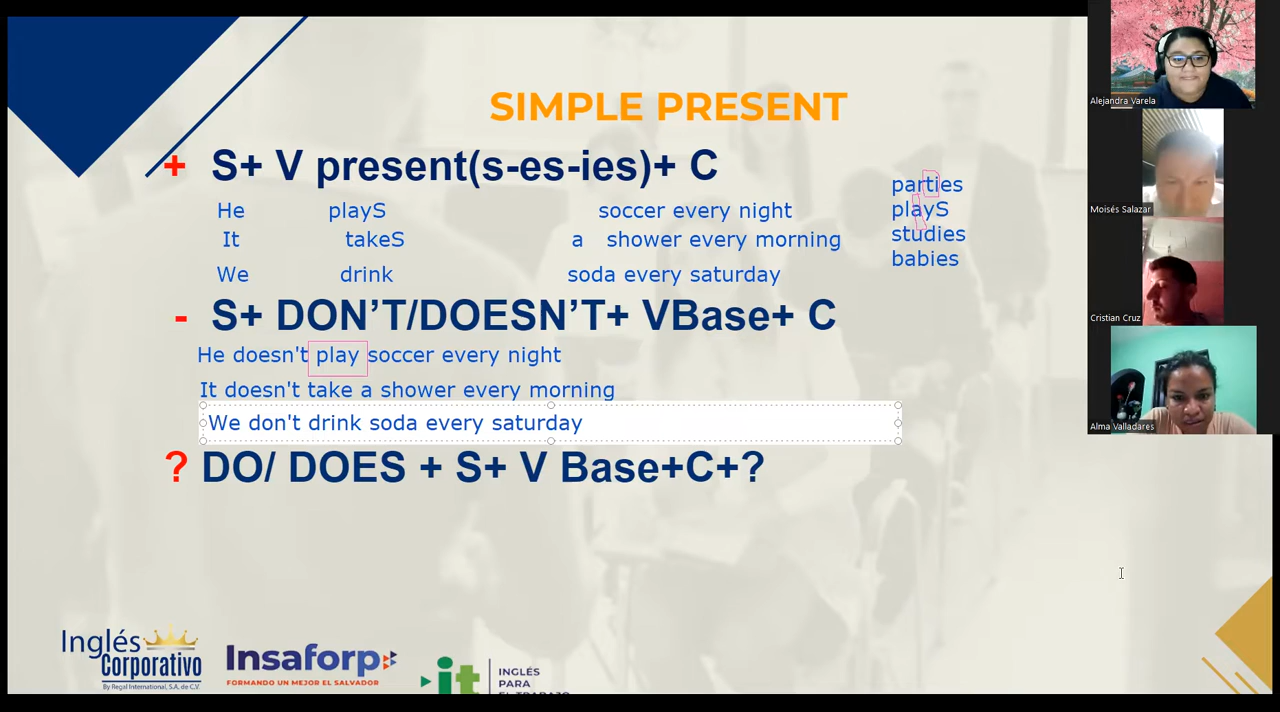 SIMPLE PRESENT
+ S+ V present(s-es-ies)+ C
He playS soccer every night
It takeS a shower every morning
We drink soda every saturday
parties
playS
studies
babies
- S+ DON'T/DOESN'T+ VBase+ C
He doesn't play soccer every night
It doesn't take a shower every morning
We don't drink soda every saturday
? DO/ DOES + S+ V Base+C+?
Inglés
Corporativo
By Regal International, S.A. de C.V.
Insaforp
FORMANDO UN MEJOR EL SALVADOR
it
INGLÉS
PARA
EL TRABAJO
Alejandra Varela
Moisés Salazar
Cristian Cruz
Alma Valladares